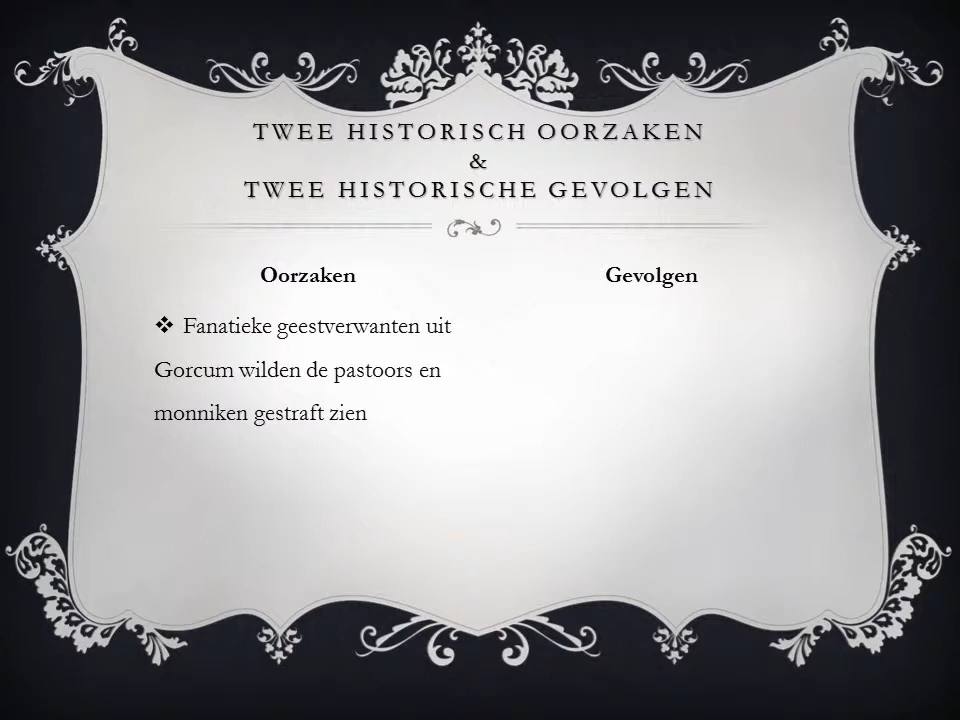 TWEE HISTORISCH OORZAKEN
&
TWEE HISTORISCHE GEVOLGEN
Oorzaken
❖ Fanatieke geestverwanten uit
Gorcum wilden de pastoors en
monniken gestraft zien
Gevolgen